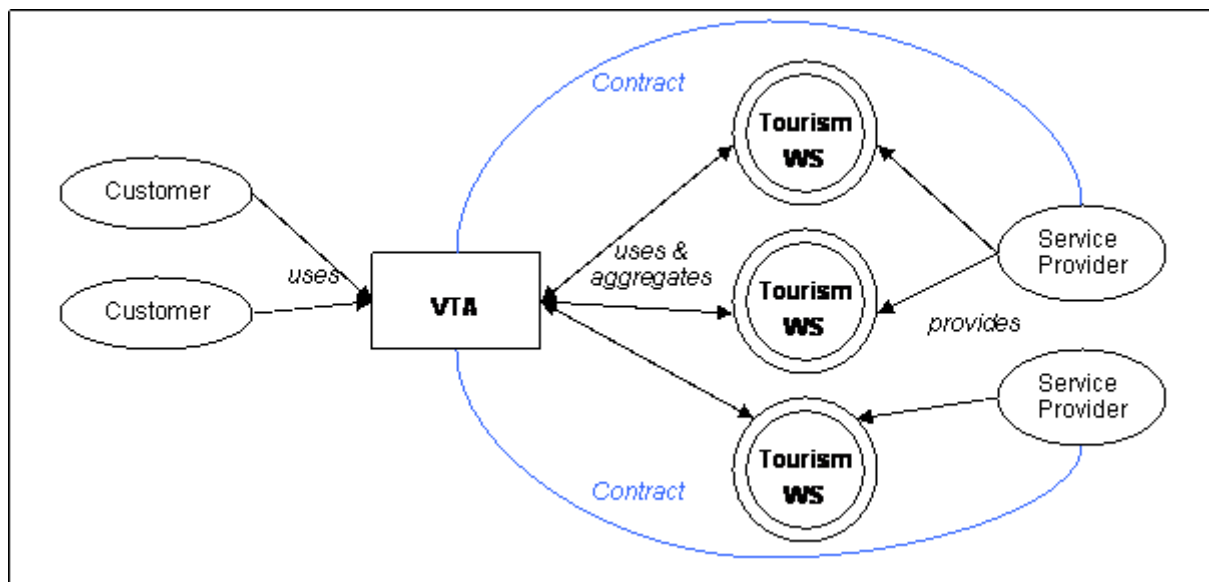 Contract
Tourism
WS
Customer
uses
Customer
VTA
uses &
aggregates
Tourism
WS
Service
Provider
provides
Service
Provider
Tourism
WS
Contract